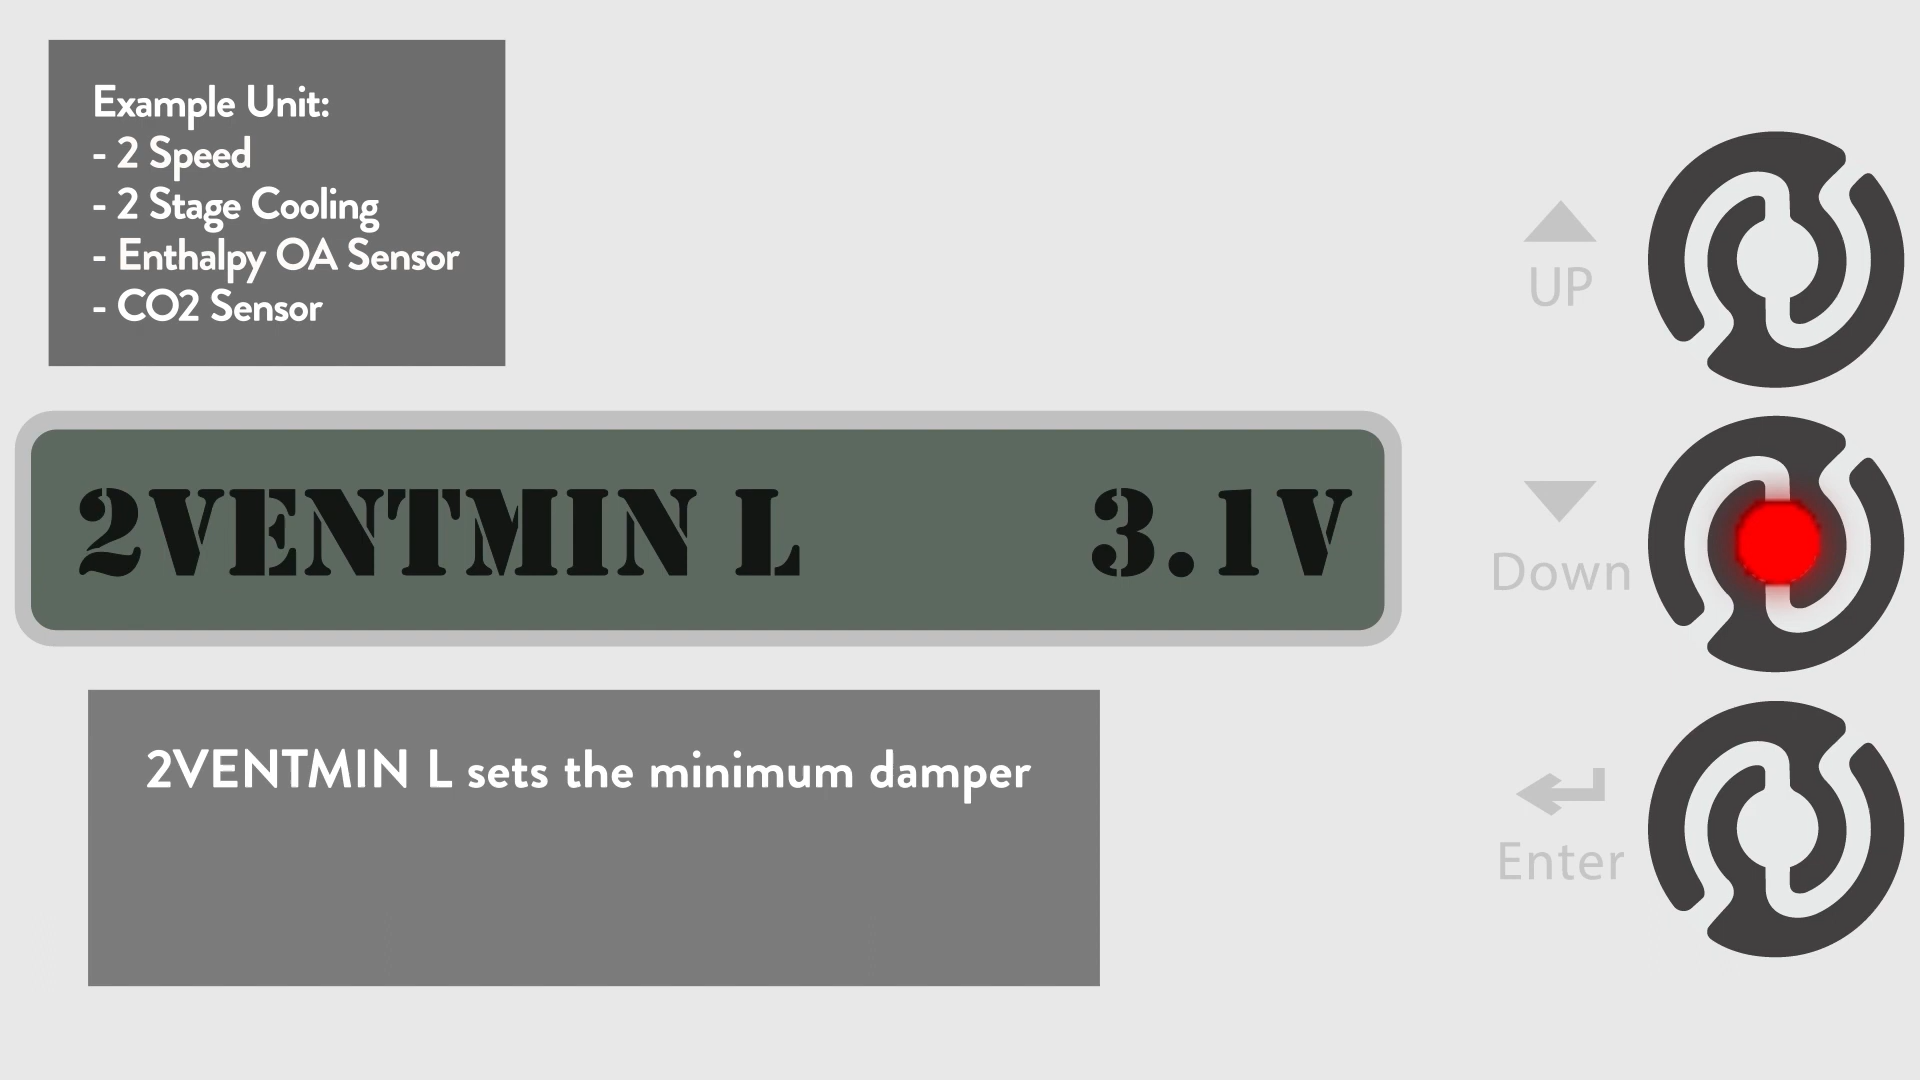 Example Unit:
- 2 Speed
- 2 Stage Cooling
- Enthalpy OA Sensor
- CO2 Sensor
UP
2VENTMIN L 3.1V
Down
2VENTMIN L sets the minimum damper
Enter